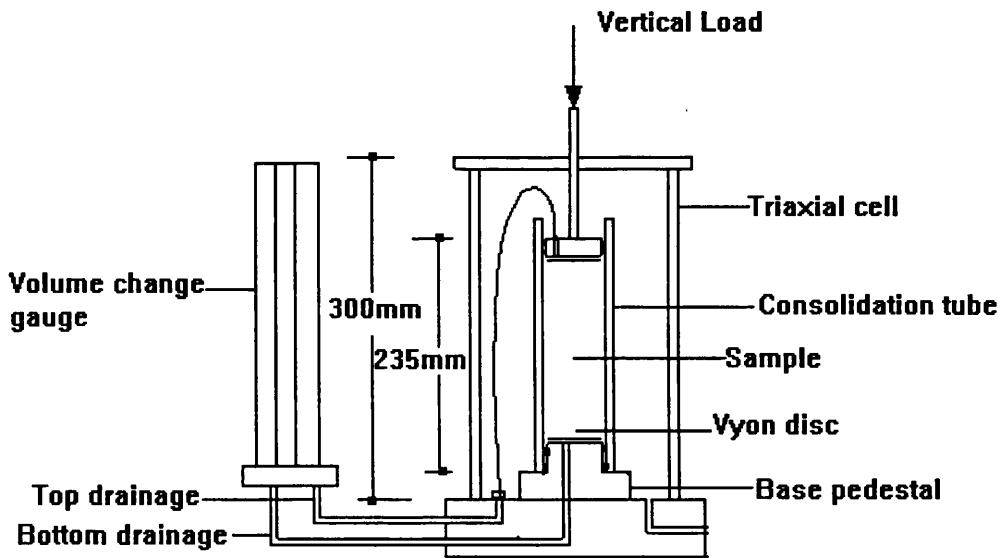 Vertical Load
Triaxial cell
Volume change
gauge
300mm
Consolidation tube
235mm
Sample
Vyon disc
Top drainage
Base pedestal
Bottom drainage